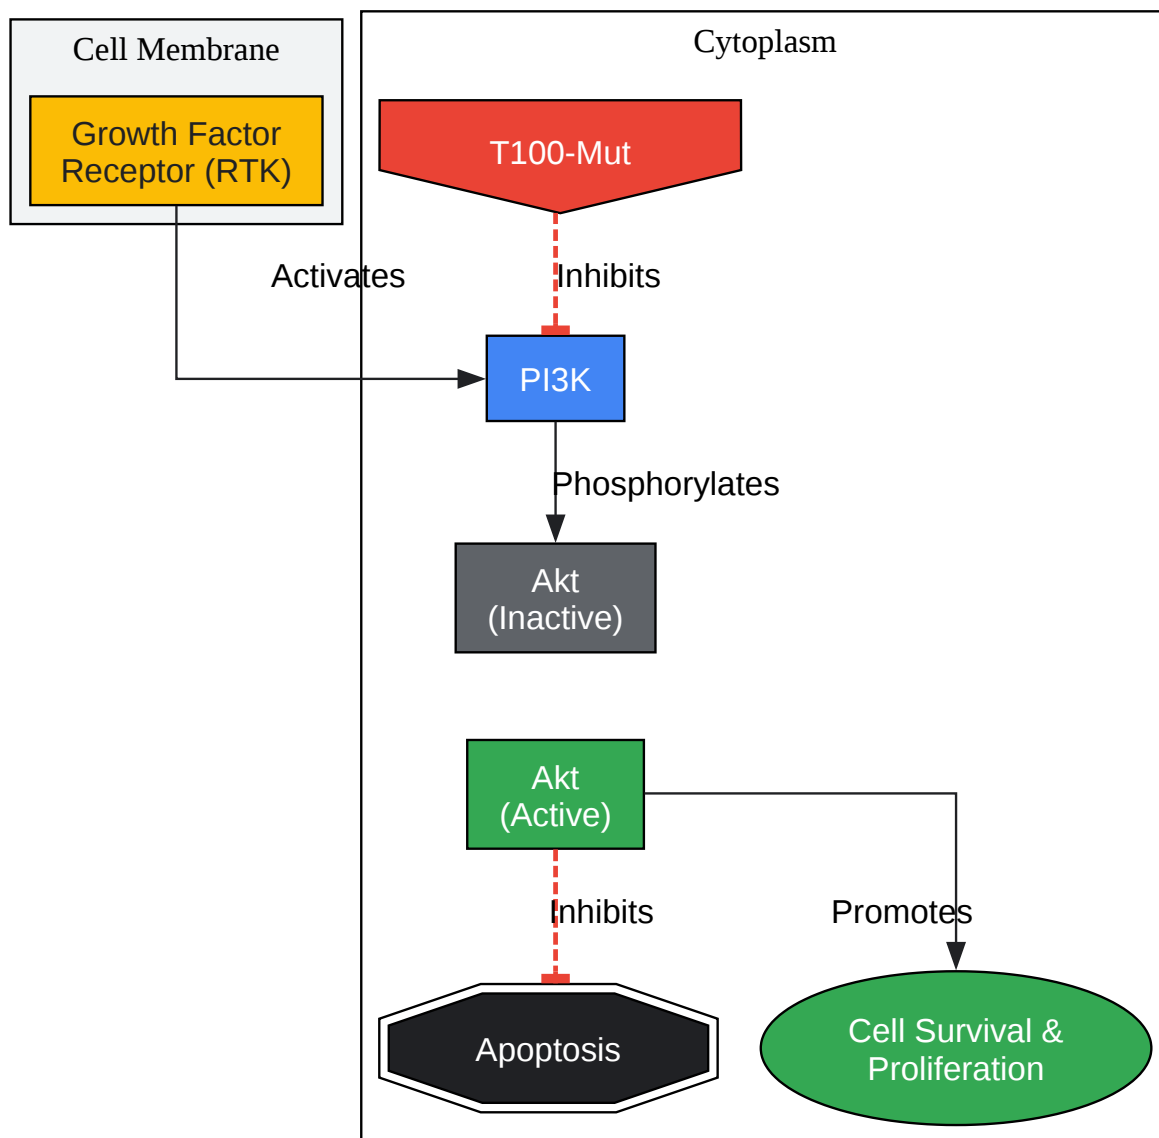 Cell Membrane
Cytoplasm
Growth Factor
Receptor (RTK)
T100-Mut
Activates
Inhibits
PI3K
Phosphorylates
Akt
(Inactive)
Akt
(Active)
Inhibits
Promotes
Apoptosis
Cell Survival &
Proliferation